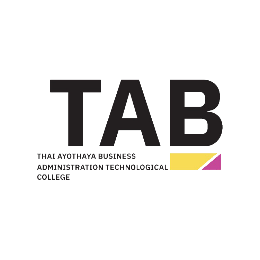 TAB
THAI AYOTHAYA BUSINESS
ADMINISTRATION TECHNOLOGICAL
COLLEGE